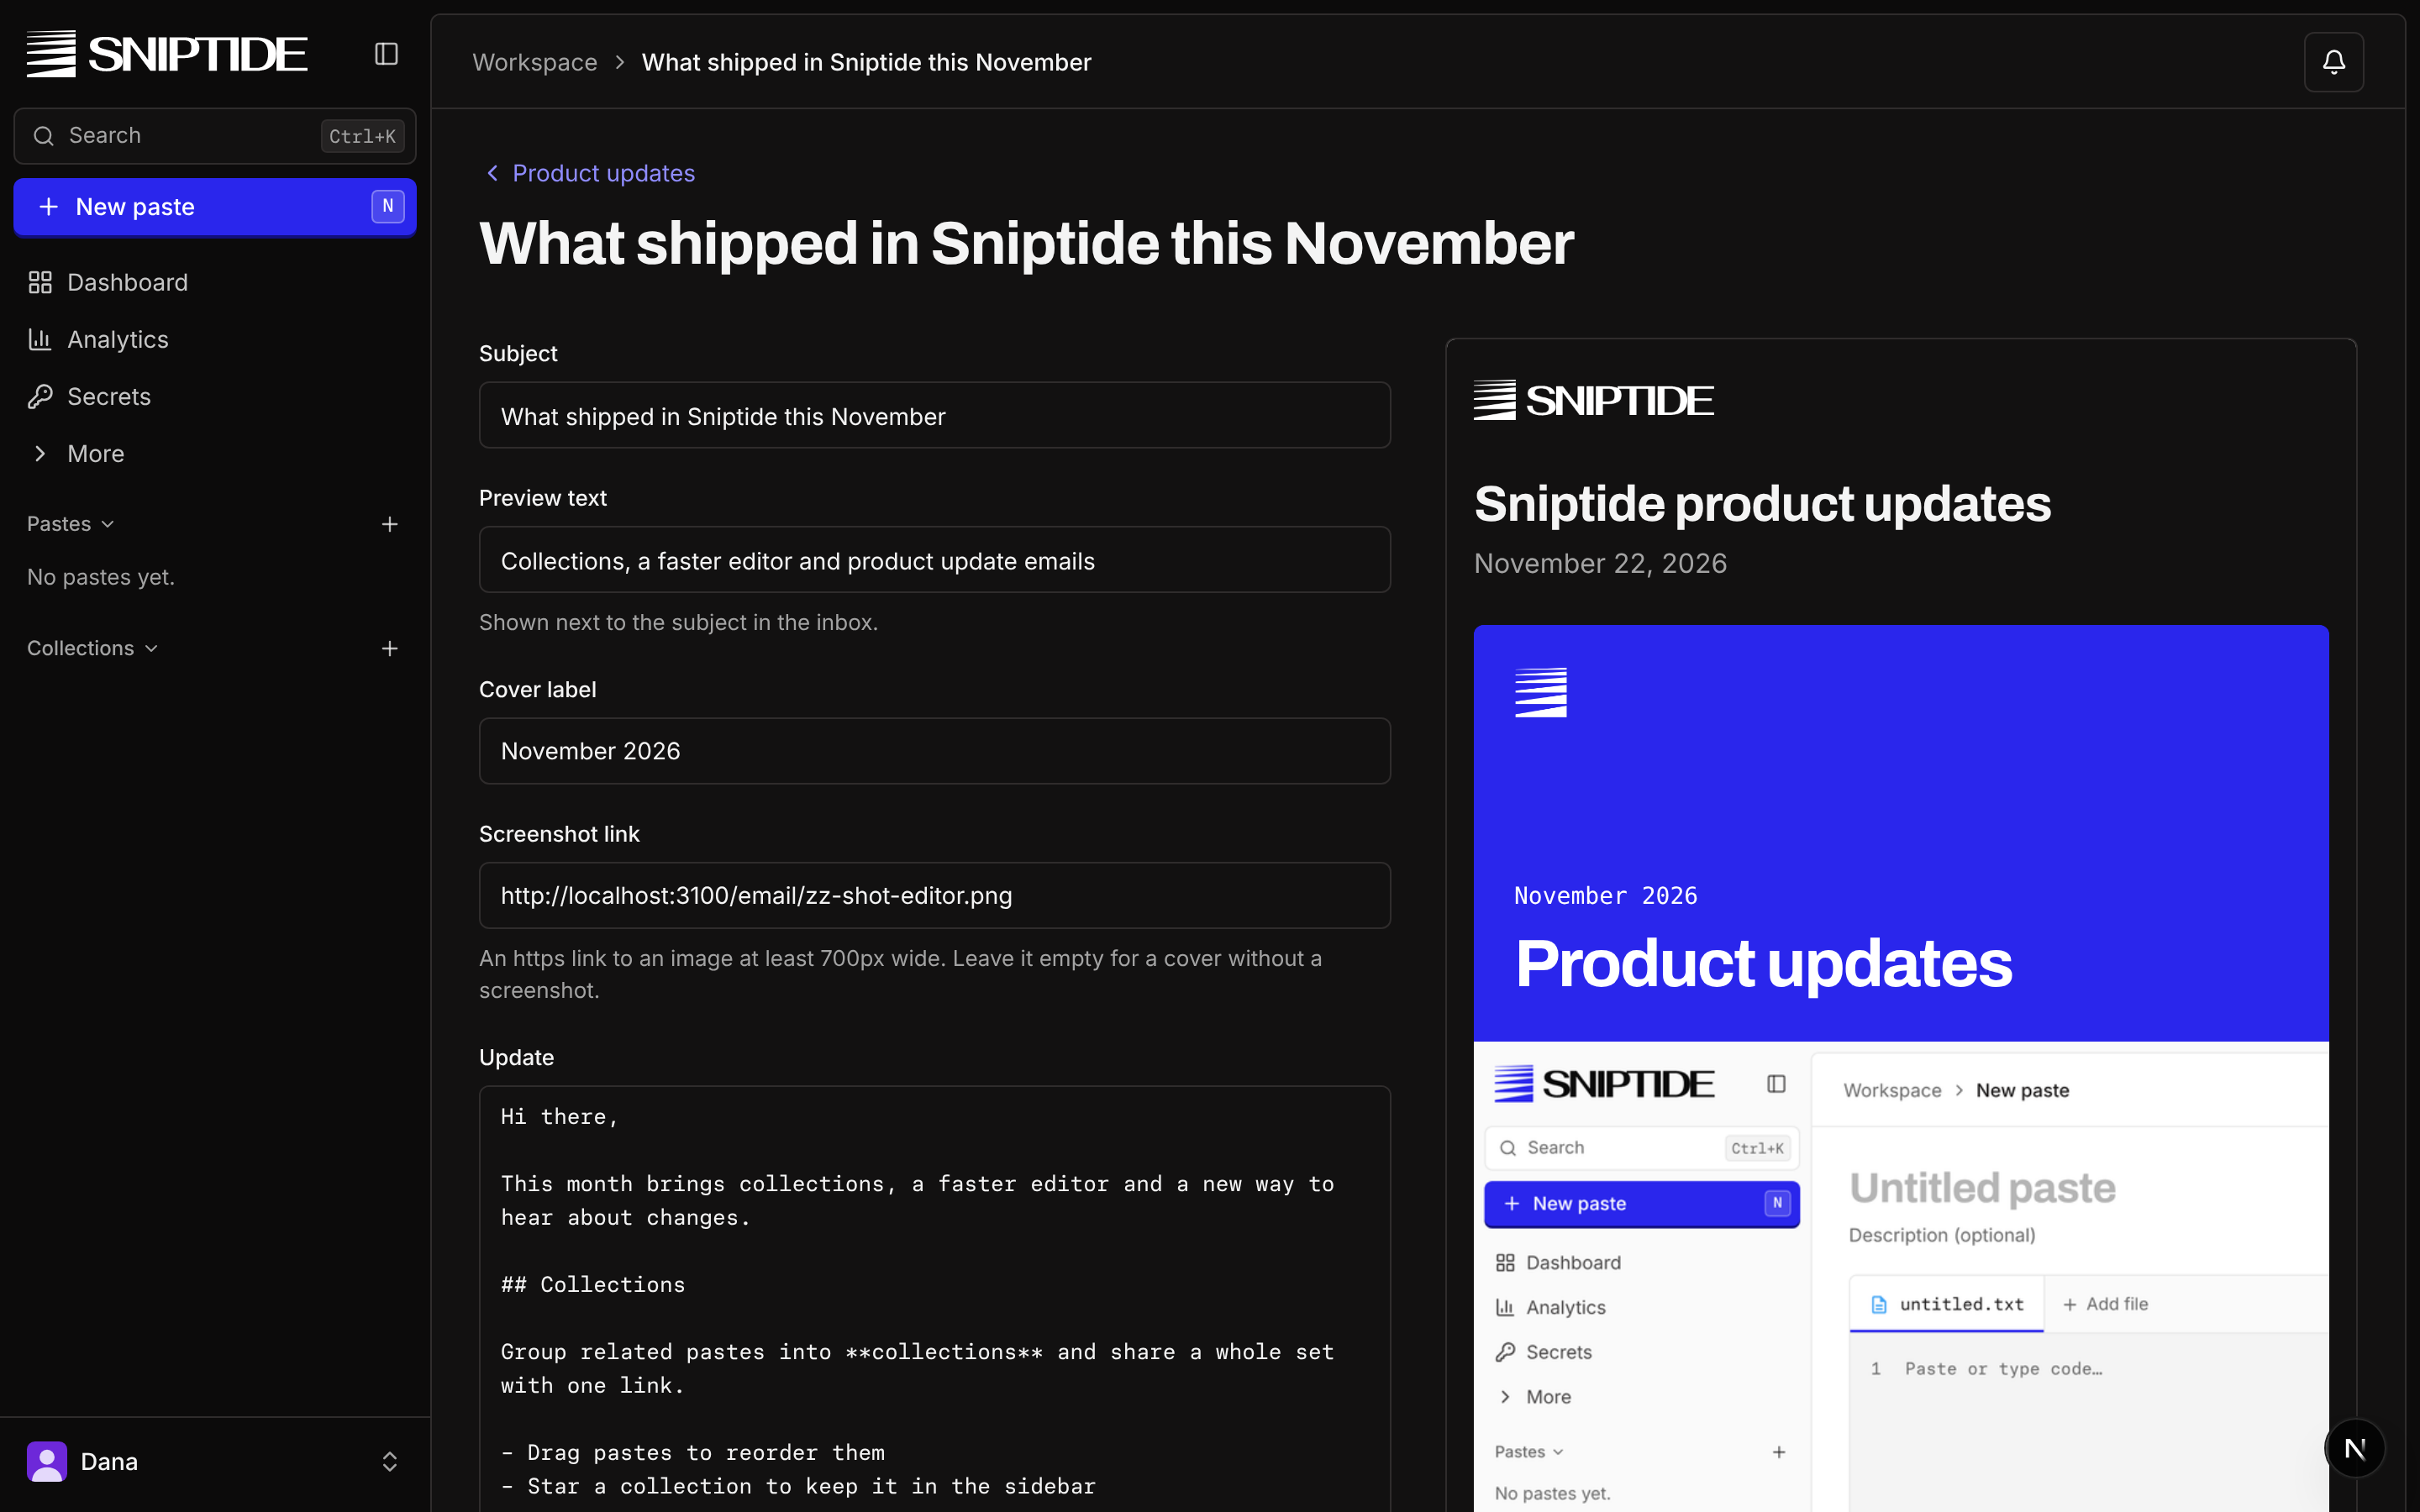 SNIPTIDE
Search
Ctrl+K
New paste
N
Dashboard
Analytics
Secrets
More
Pastes
No pastes yet.
Collections
Dana
Workspace > What shipped in Sniptide this November
Product updates
What shipped in Sniptide this November
Subject
What shipped in Sniptide this November
Preview text
Collections, a faster editor and product update emails
Shown next to the subject in the inbox.
Cover label
November 2026
Screenshot link
http://localhost:3100/email/zz-shot-editor.png
An https link to an image at least 700px wide. Leave it empty for a cover without a
screenshot.
Update
Hi there,
This month brings collections, a faster editor and a new way to
hear about changes.
## Collections
Group related pastes into **collections** and share a whole set
with one link.
- Drag pastes to reorder them
- Star a collection to keep it in the sidebar
SNIPTIDE
Sniptide product updates
November 22, 2026
November 2026
Product updates
SNIPTIDE
Search
Ctrl+K
New paste
N
Dashboard
Analytics
Secrets
More
Pastes
No pastes yet.
Workspace > New paste
Untitled paste
Description (optional)
untitled.txt
+ Add file
1 Paste or type code…
N